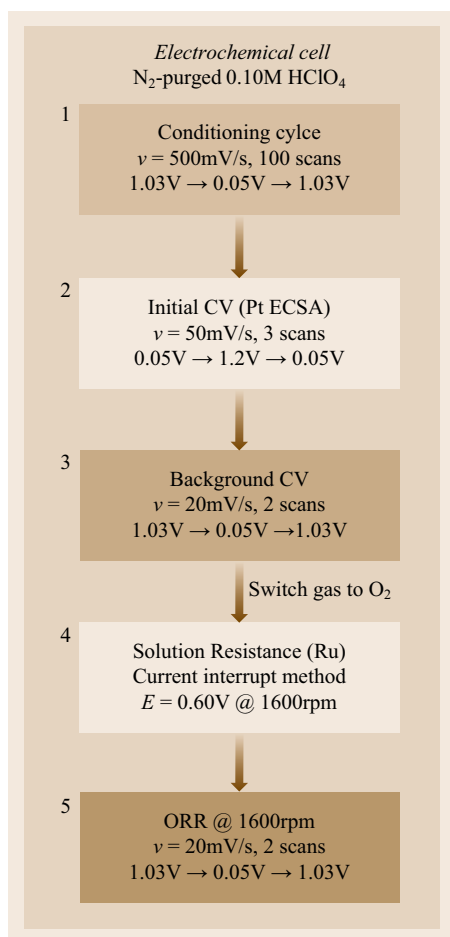 Electrochemical cell
N₂-purged 0.10M HClO₄
1
Conditioning cylce
v = 500mV/s, 100 scans
1.03V → 0.05V → 1.03V
2
Initial CV (Pt ECSA)
v = 50mV/s, 3 scans
0.05V → 1.2V → 0.05V
3
Background CV
v = 20mV/s, 2 scans
1.03V → 0.05V →1.03V
Switch gas to O₂
4
Solution Resistance (Ru)
Current interrupt method
E = 0.60V @ 1600rpm
5
ORR @ 1600rpm
v = 20mV/s, 2 scans
1.03V → 0.05V → 1.03V